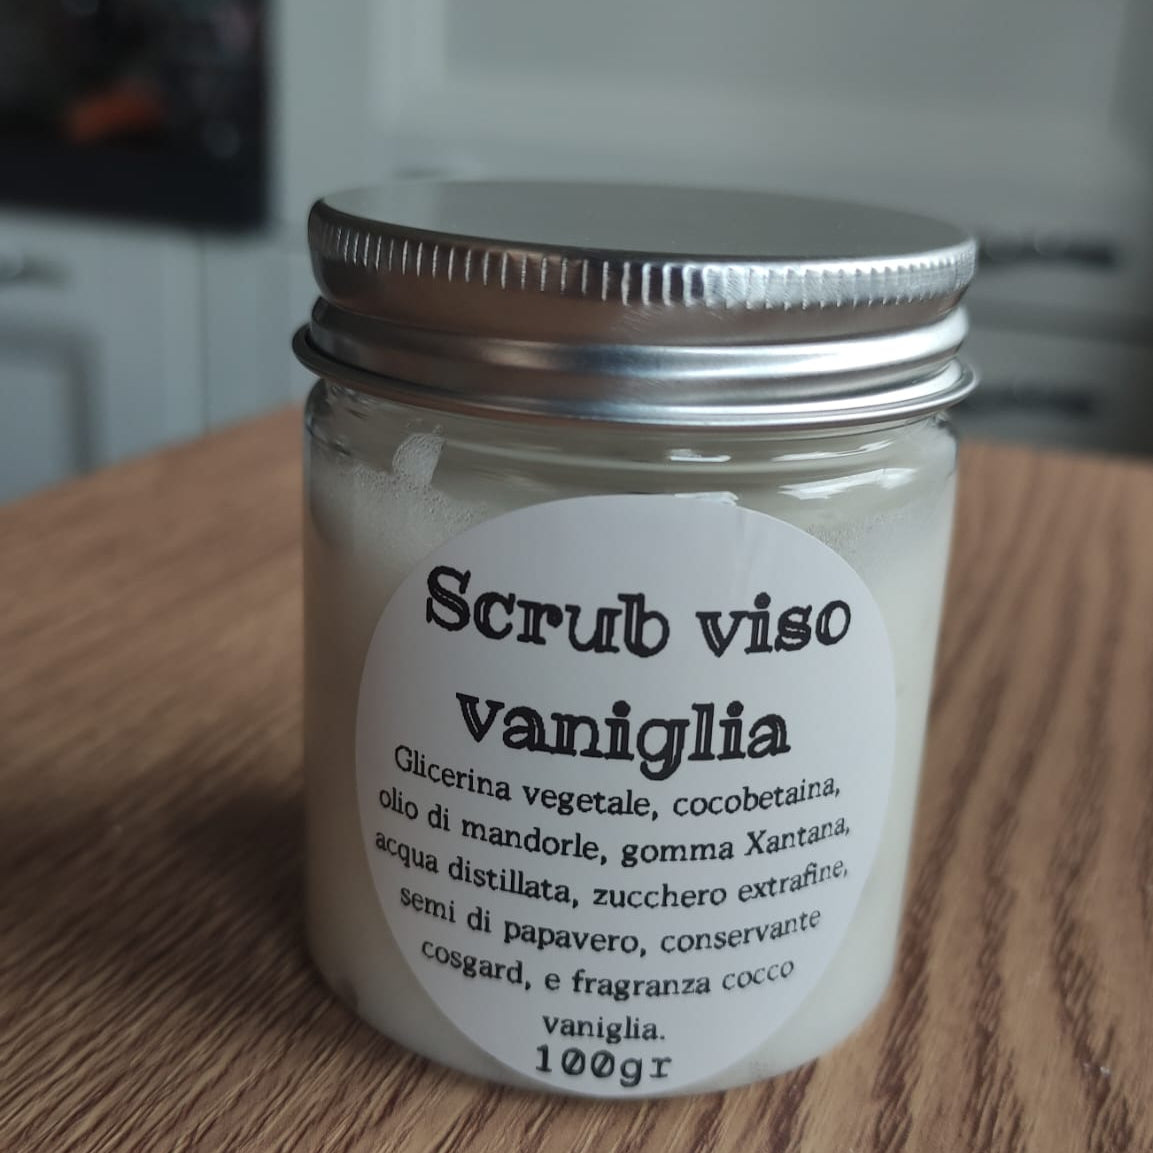 Scrub viso
vaniglia
Glicerina vegetale, cocobetaina,
olio di mandorle, gomma Xantana,
acqua distillata, zucchero extrafine,
semi di papavero, conservante
cosgard, e fragranza cocco
vaniglia.
100gr